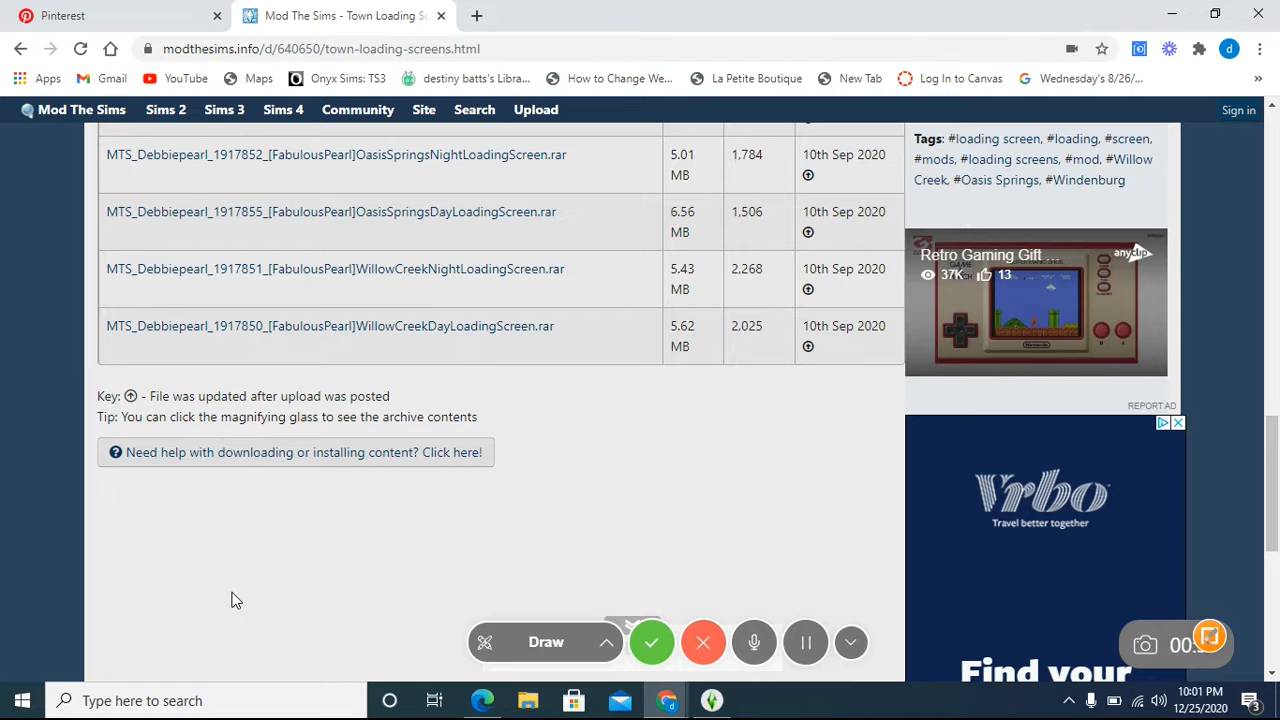 Pinterest
Mod The Sims - Town Loading Sc
modthesims.info/d/640650/town-loading-screens.html
d
Apps
Gmail
YouTube
Maps
Onyx Sims: TS3
destiny batts's Libra...
How to Change We...
L Petite Boutique
New Tab
Log In to Canvas
Wednesday's 8/26/...
»
Mod The Sims
Sims 2
Sims 3
Sims 4
Community
Site
Search
Upload
Sign in
MTS_Debbiepearl_1917852_[FabulousPearl]OasisSpringsNightLoadingScreen.rar
5.01 MB
1,784
10th Sep 2020
MTS_Debbiepearl_1917855_[FabulousPearl]OasisSpringsDayLoadingScreen.rar
6.56 MB
1,506
10th Sep 2020
MTS_Debbiepearl_1917851_[FabulousPearl]WillowCreekNightLoadingScreen.rar
5.43 MB
2,268
10th Sep 2020
MTS_Debbiepearl_1917850_[FabulousPearl]WillowCreekDayLoadingScreen.rar
5.62 MB
2,025
10th Sep 2020
Key: - File was updated after upload was posted
Tip: You can click the magnifying glass to see the archive contents
Need help with downloading or installing content? Click here!
Tags: #loading screen, #loading, #screen,
#mods, #loading screens, #mod, #Willow
Creek, #Oasis Springs, #Windenburg
Retro Gaming Gift ...
anyclip
37K
13
REPORT AD
Vrbo
Travel better together
Find your
Draw
Type here to search
10:01 PM
12/25/2020
3